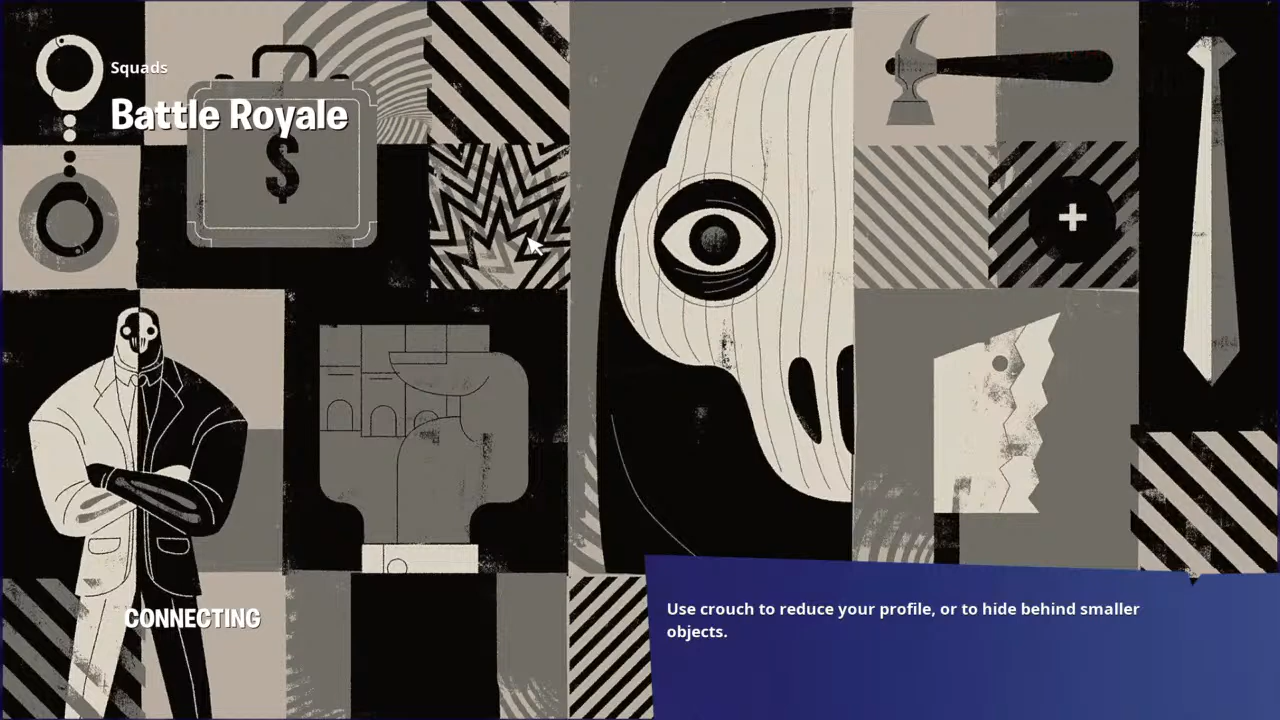 Squads
Battle Royale
$
CONNECTING
Use crouch to reduce your profile, or to hide behind smaller
objects.